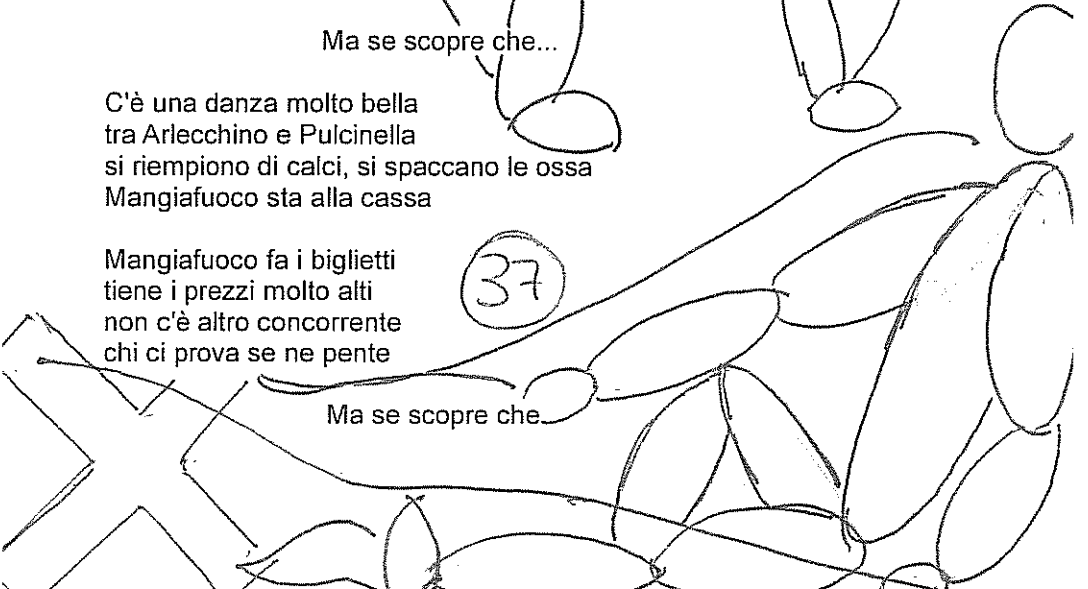 Ma se scopre che...
C'è una danza molto bella
tra Arlecchino e Pulcinella
si riempiono di calci, si spaccano le ossa
Mangiafuoco sta alla cassa
Mangiafuoco fa i biglietti
tiene i prezzi molto alti
non c'è altro concorrente
chi ci prova se ne pente
37
Ma se scopre che...